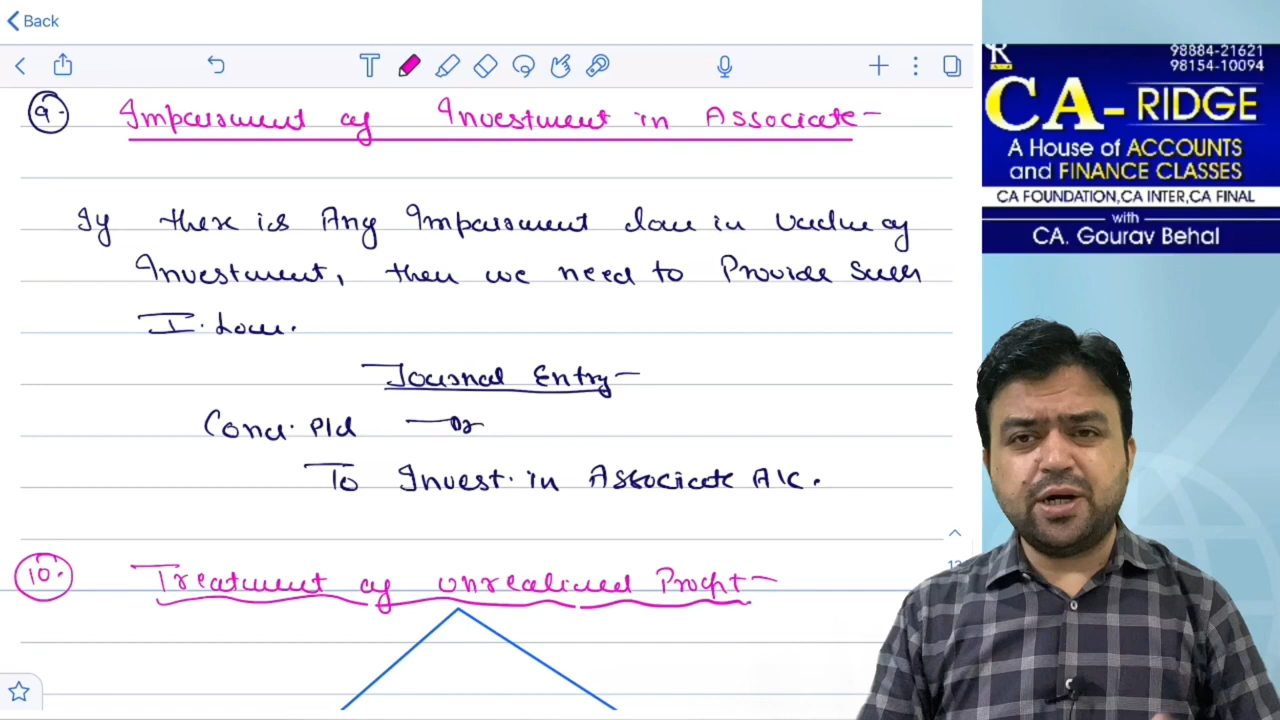 Back
9. Impairment of Investment in Associate -
If there is Any Impairment loss in value of
Investment, then we need to Provide such
I. Loss.
Journal Entry -
Cons. P/L — Dr
To Invest. in Associate A/c.
10. Treatment of unrealised Profit -
R
98884-21621
98154-10094
CA- RIDGE
A House of ACCOUNTS
and FINANCE CLASSES
CA FOUNDATION,CA INTER,CA FINAL
with
CA. Gourav Behal